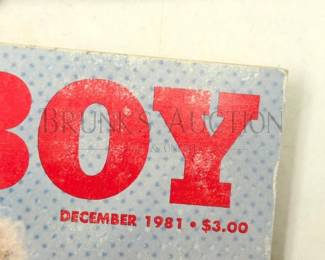 BOY
BRUNK'S AUCTION
DECEMBER 1981 • $3.00